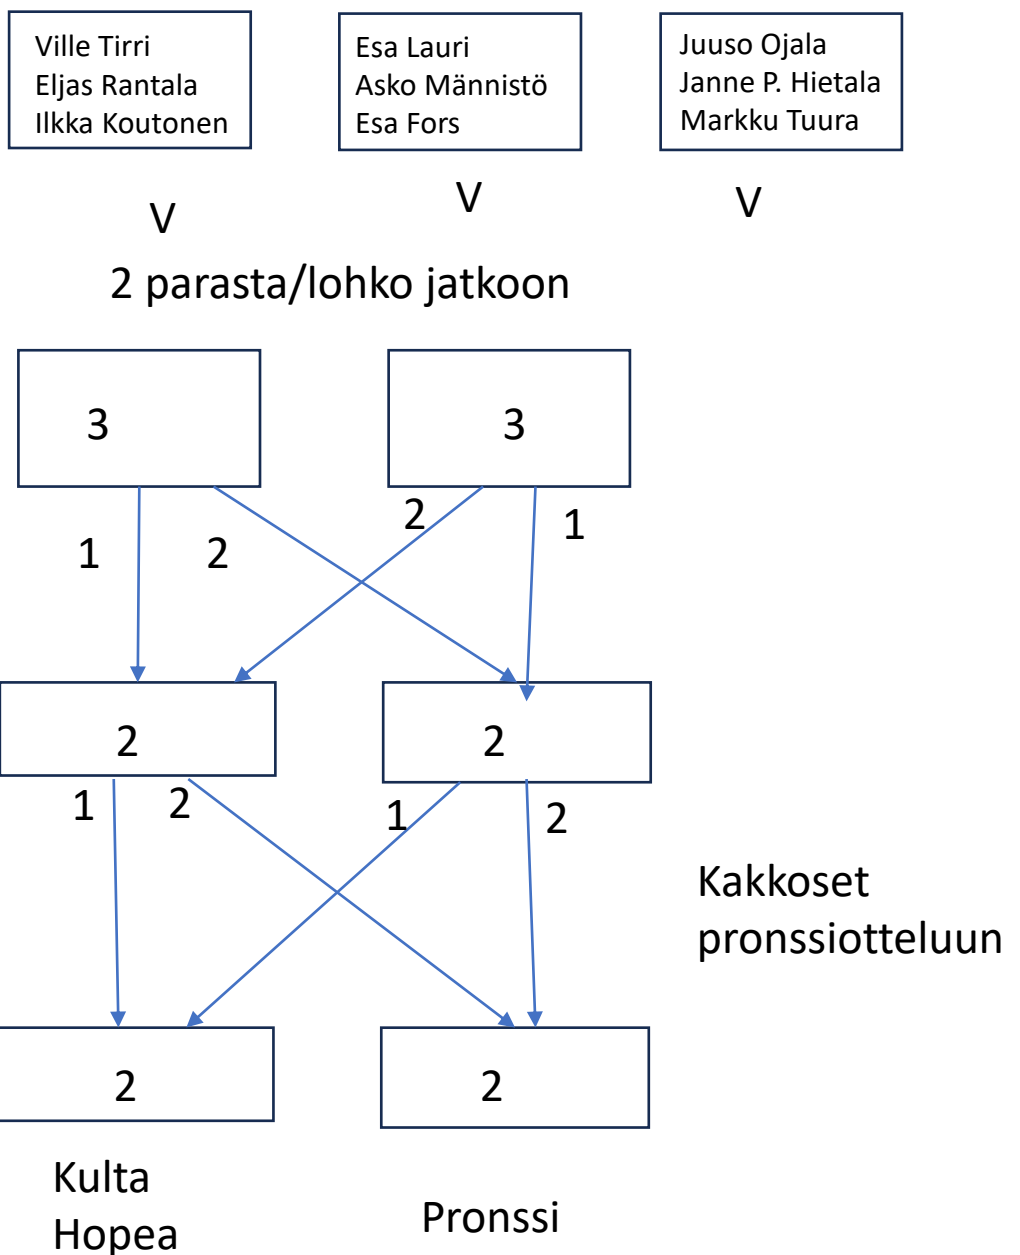 Ville Tirri
Eljas Rantala
Ilkka Koutonen
Esa Lauri
Asko Männistö
Esa Fors
Juuso Ojala
Janne P. Hietala
Markku Tuura
V
V
V
2 parasta/lohko jatkoon
3
3
1
2
2
1
2
2
1
2
1
2
Kakkoset
pronssiotteluun
2
2
Kulta
Hopea
Pronssi